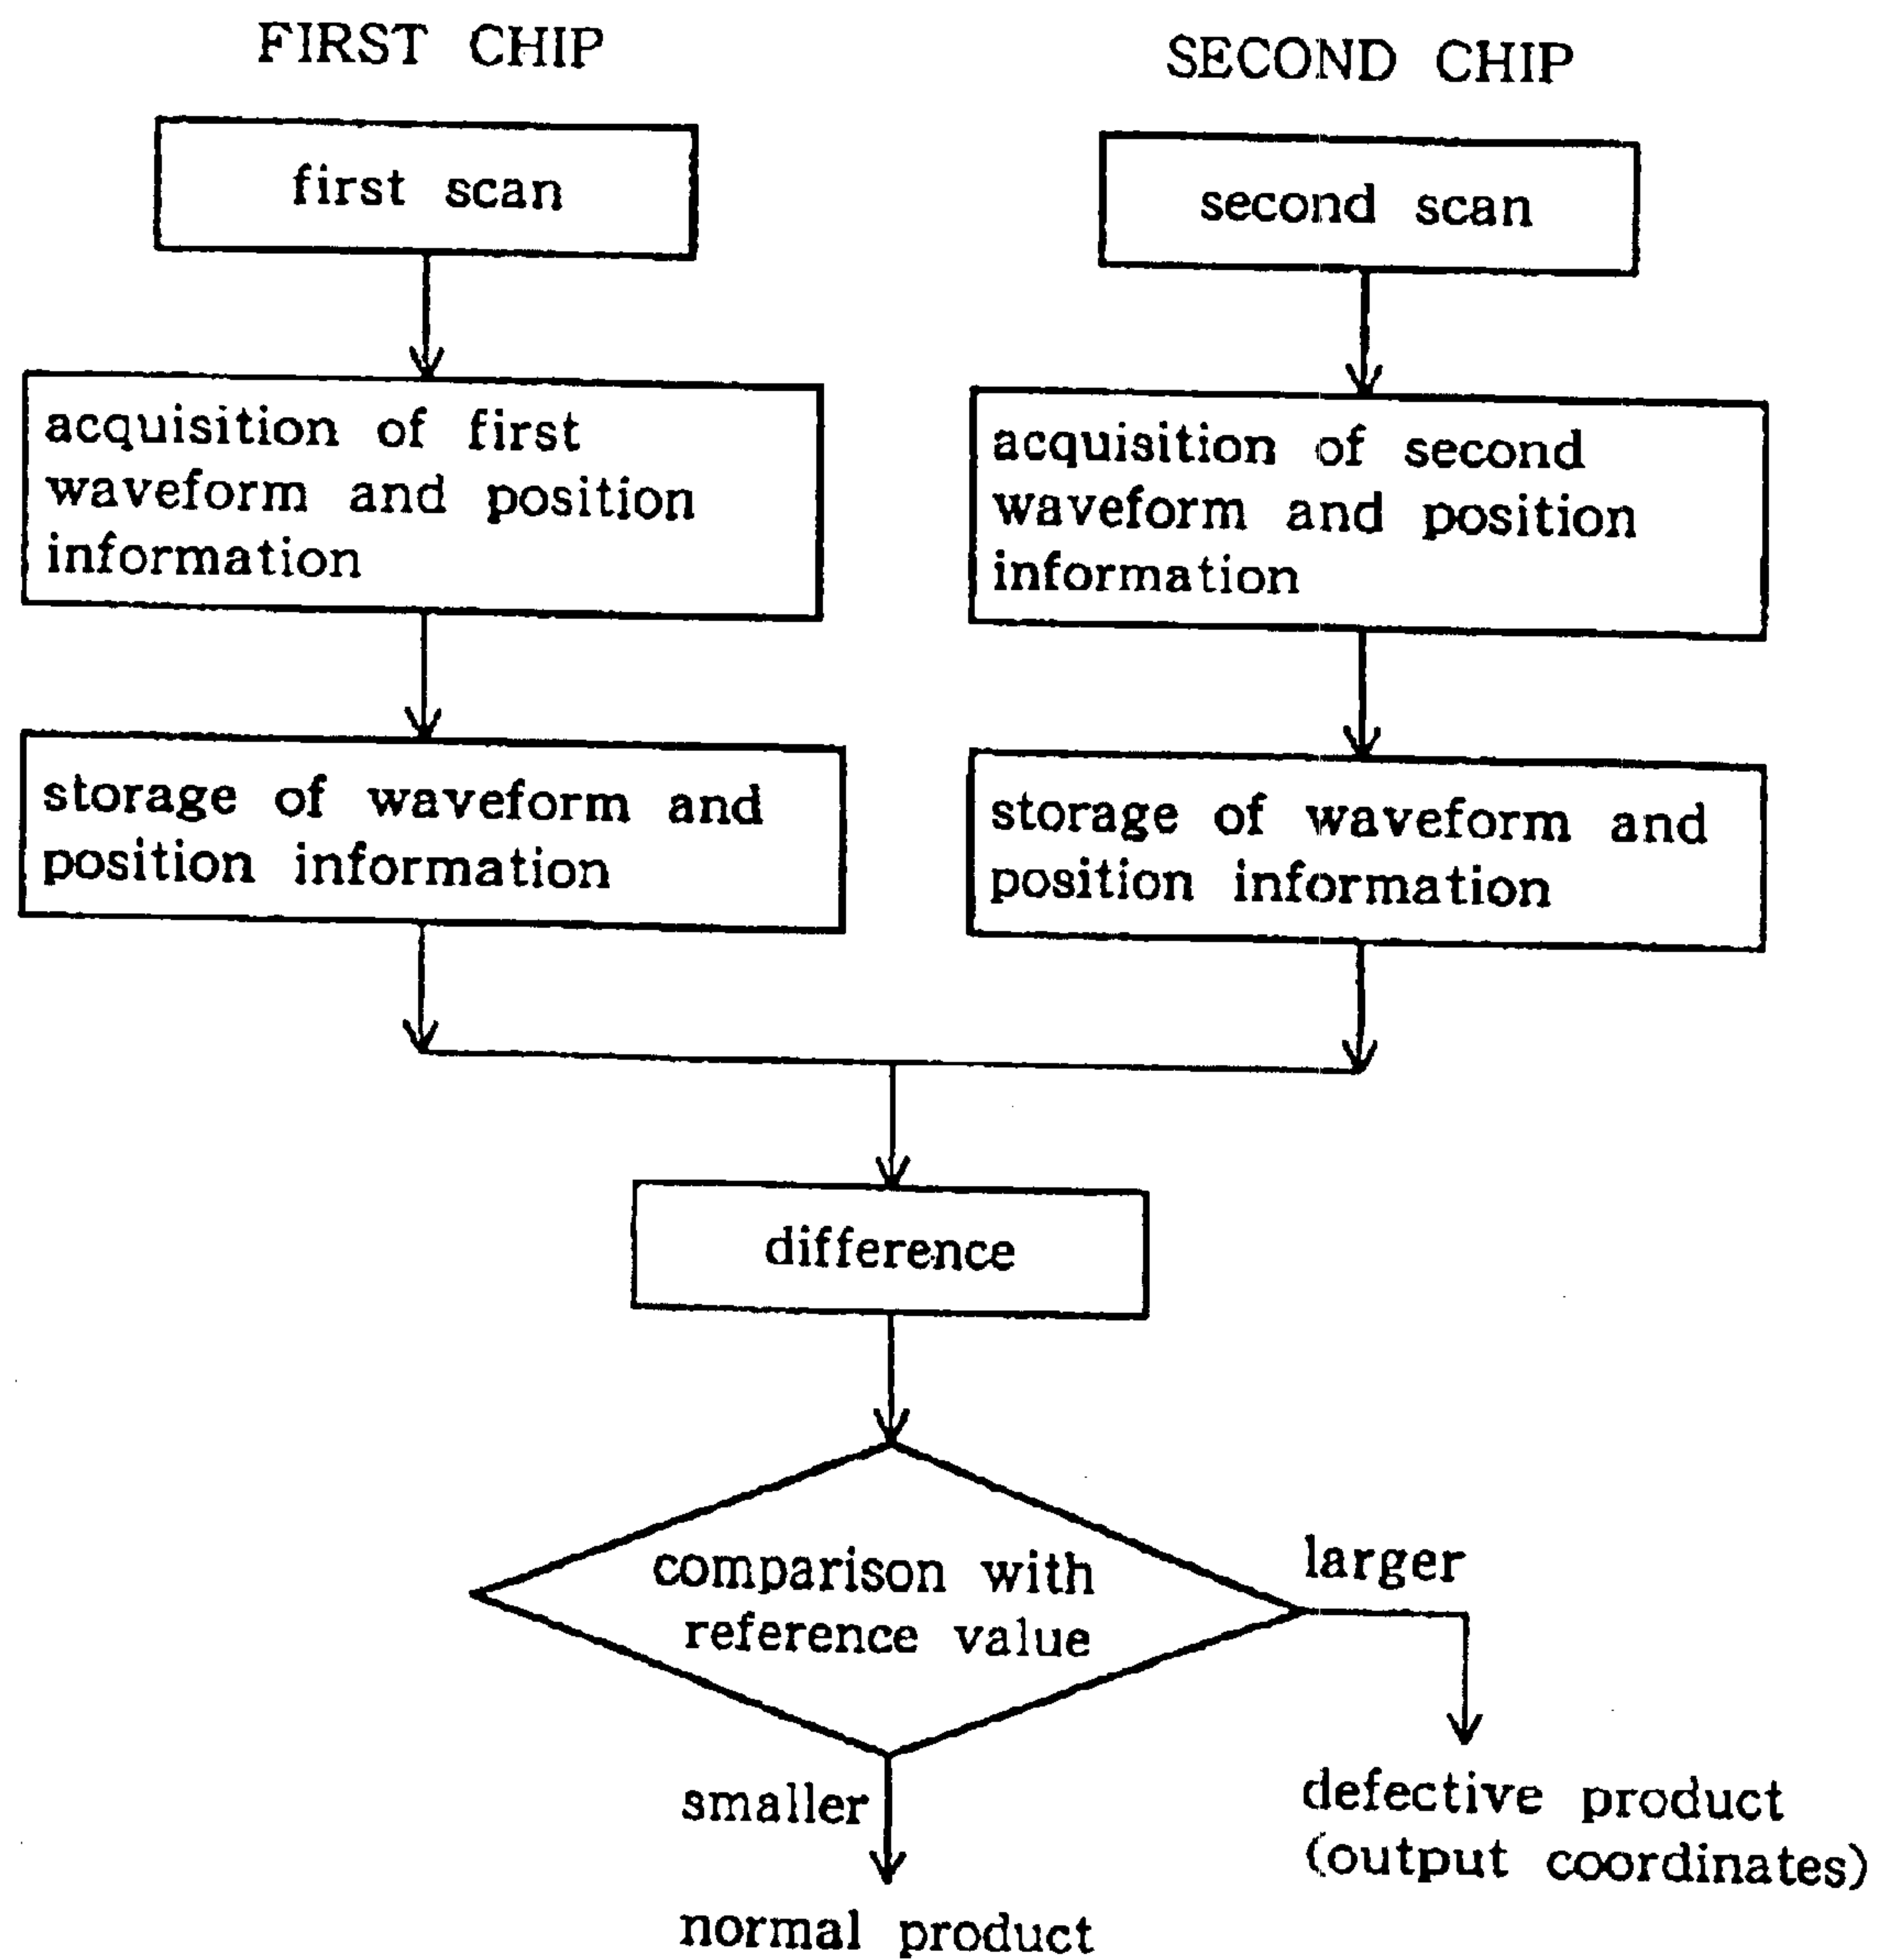 FIRST CHIP
first scan
acquisition of first
waveform and position
information
storage of waveform and
position information
SECOND CHIP
second scan
acquisition of second
waveform and position
information
storage of waveform and
position information
difference
comparison with
reference value
larger
defective product
(output coordinates)
smaller
normal product